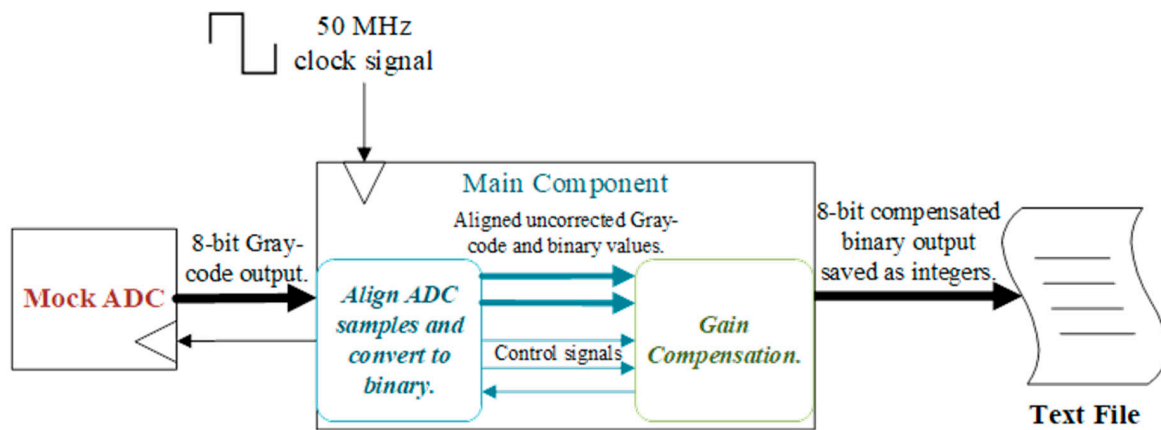 50 MHz
clock signal
Main Component
Aligned uncorrected Gray-
code and binary values.
8-bit Gray-
code output.
Mock ADC
Align ADC
samples and
convert to
binary.
Control signals
Gain
Compensation.
8-bit compensated
binary output
saved as integers.
Text File